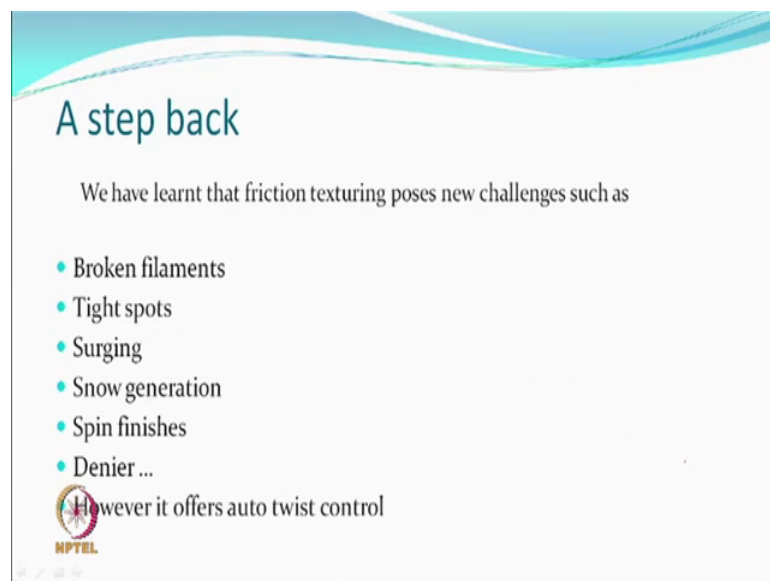 A step back
We have learnt that friction texturing poses new challenges such as
• Broken filaments
• Tight spots
• Surging
• Snow generation
• Spin finishes
• Denier ...
However it offers auto twist control
NPTEL